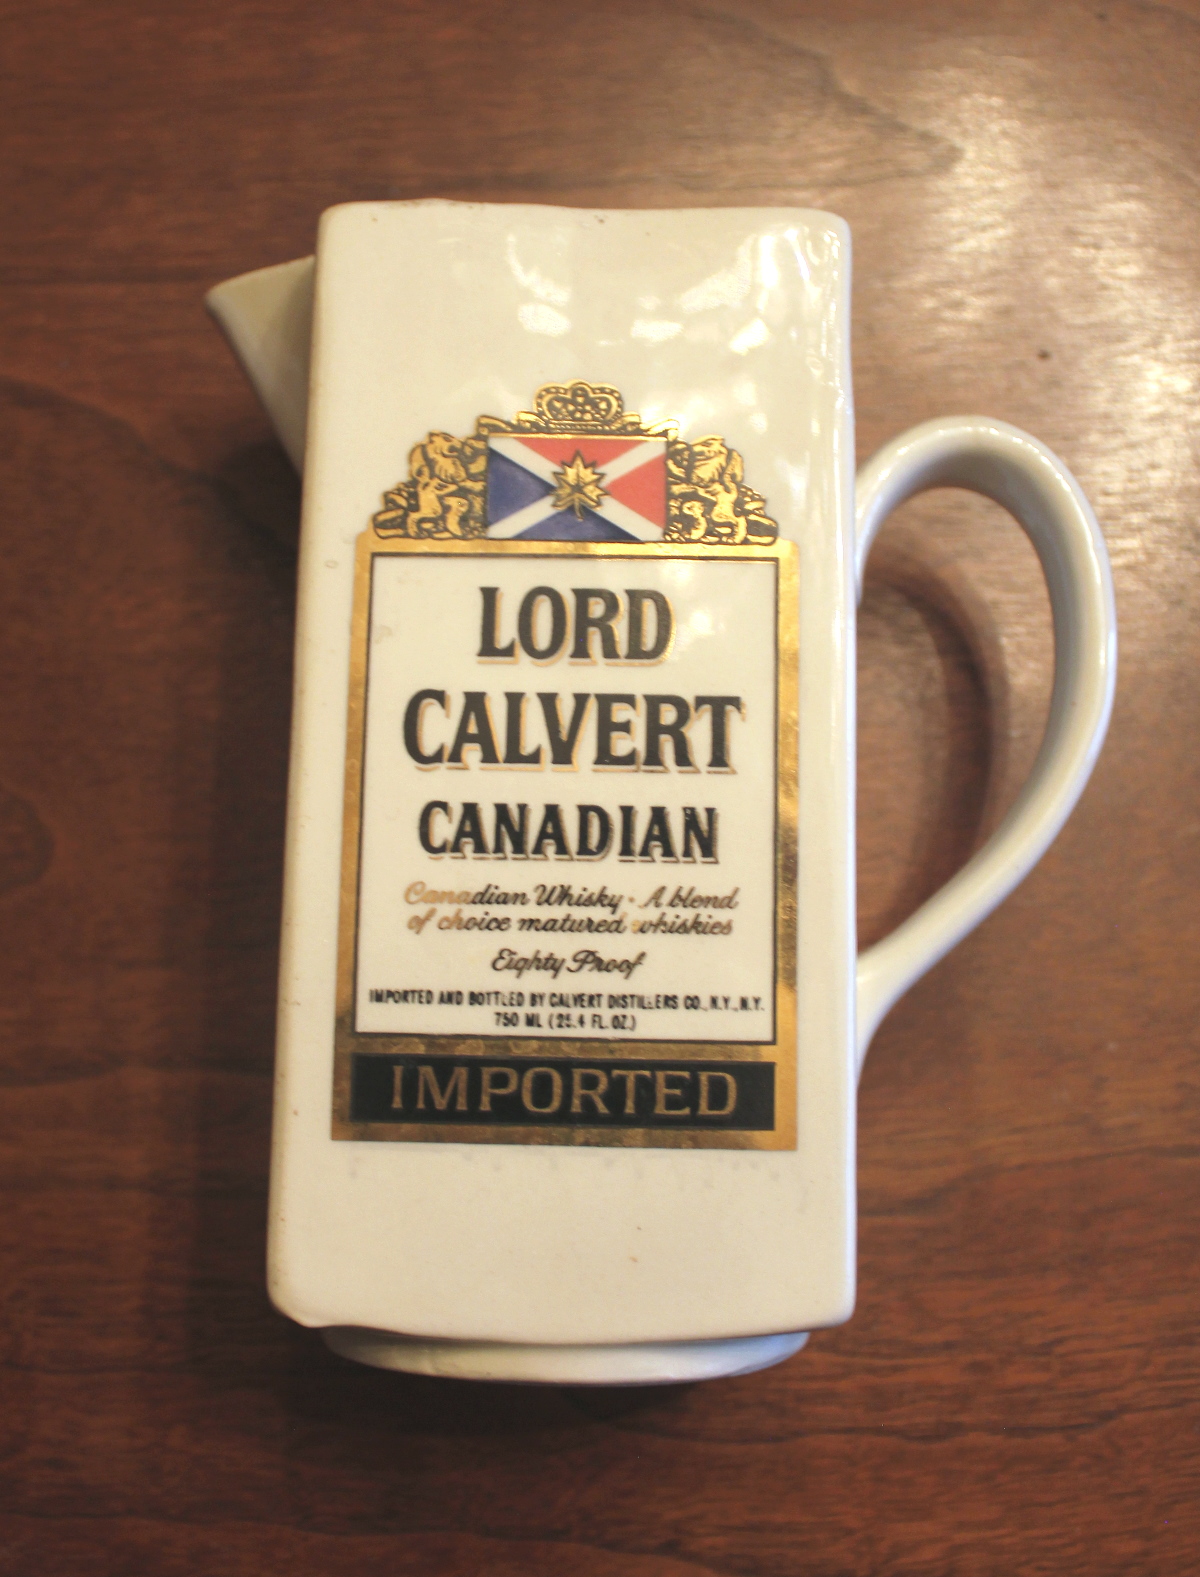 LORD
CALVERT
CANADIAN
Canadian Whisky · A blend
of choice matured whiskies
Eighty Proof
IMPORTED AND BOTTLED BY CALVERT DISTILLERS CO., N.Y., N.Y.
750 ML (25.4 FL. OZ.)
IMPORTED